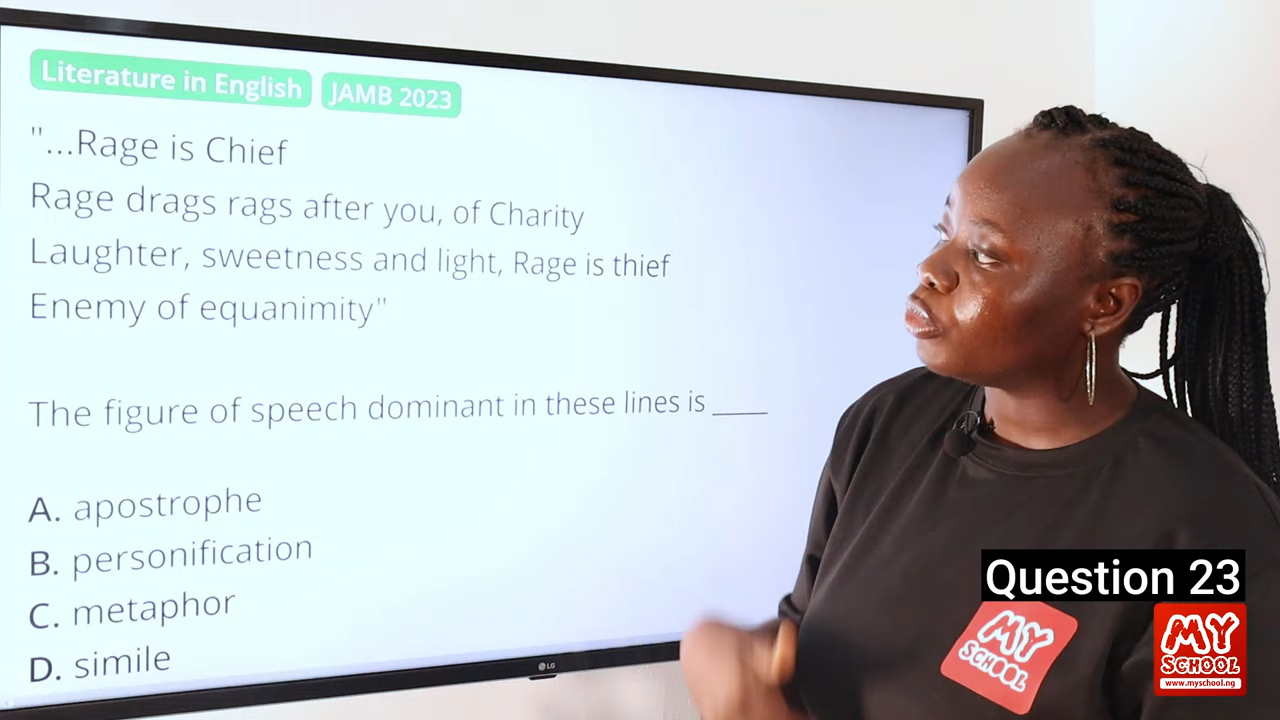 Literature in English JAMB 2023
"...Rage is Chief
Rage drags rags after you, of Charity
Laughter, sweetness and light, Rage is thief
Enemy of equanimity"
The figure of speech dominant in these lines is ____
A. apostrophe
B. personification
C. metaphor
D. simile
LG
Question 23
MY SCHOOL
MY
SCHOOL
www.myschool.ng